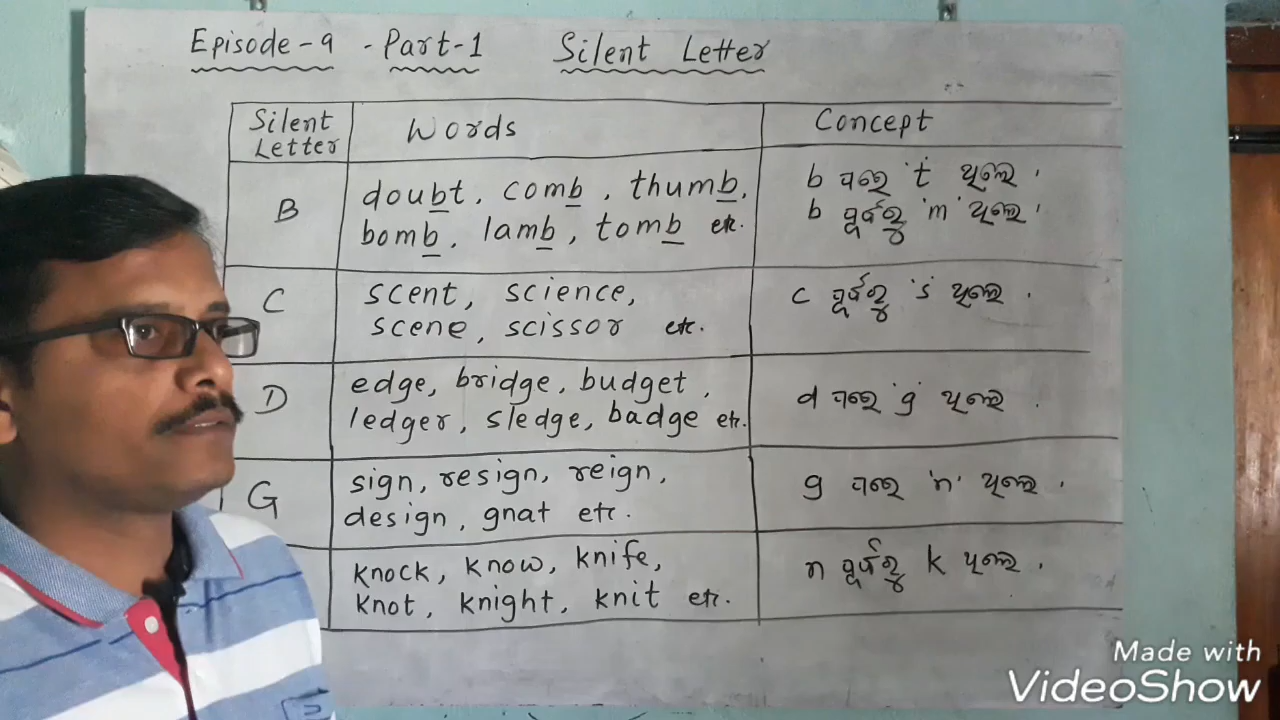 Episode-9 - Part-1 Silent Letter
Silent Letter Words Concept
B doubt, comb, thumb, b ପରେ 't' ଥିଲେ .
bomb, lamb, tomb etc. b ପୂର୍ବରୁ 'm' ଥିଲେ .
C scent, science, c ପୂର୍ବରୁ 's' ଥିଲେ .
scene, scissor etc.
D edge, bridge, budget, d ପରେ 'g' ଥିଲେ .
ledger, sledge, badge etc.
G sign, resign, reign, g ପରେ 'n' ଥିଲେ .
design, gnat etc.
knock, know, knife, n ପୂର୍ବରୁ k ଥିଲେ .
knot, knight, knit etc.
Made with
VideoShow